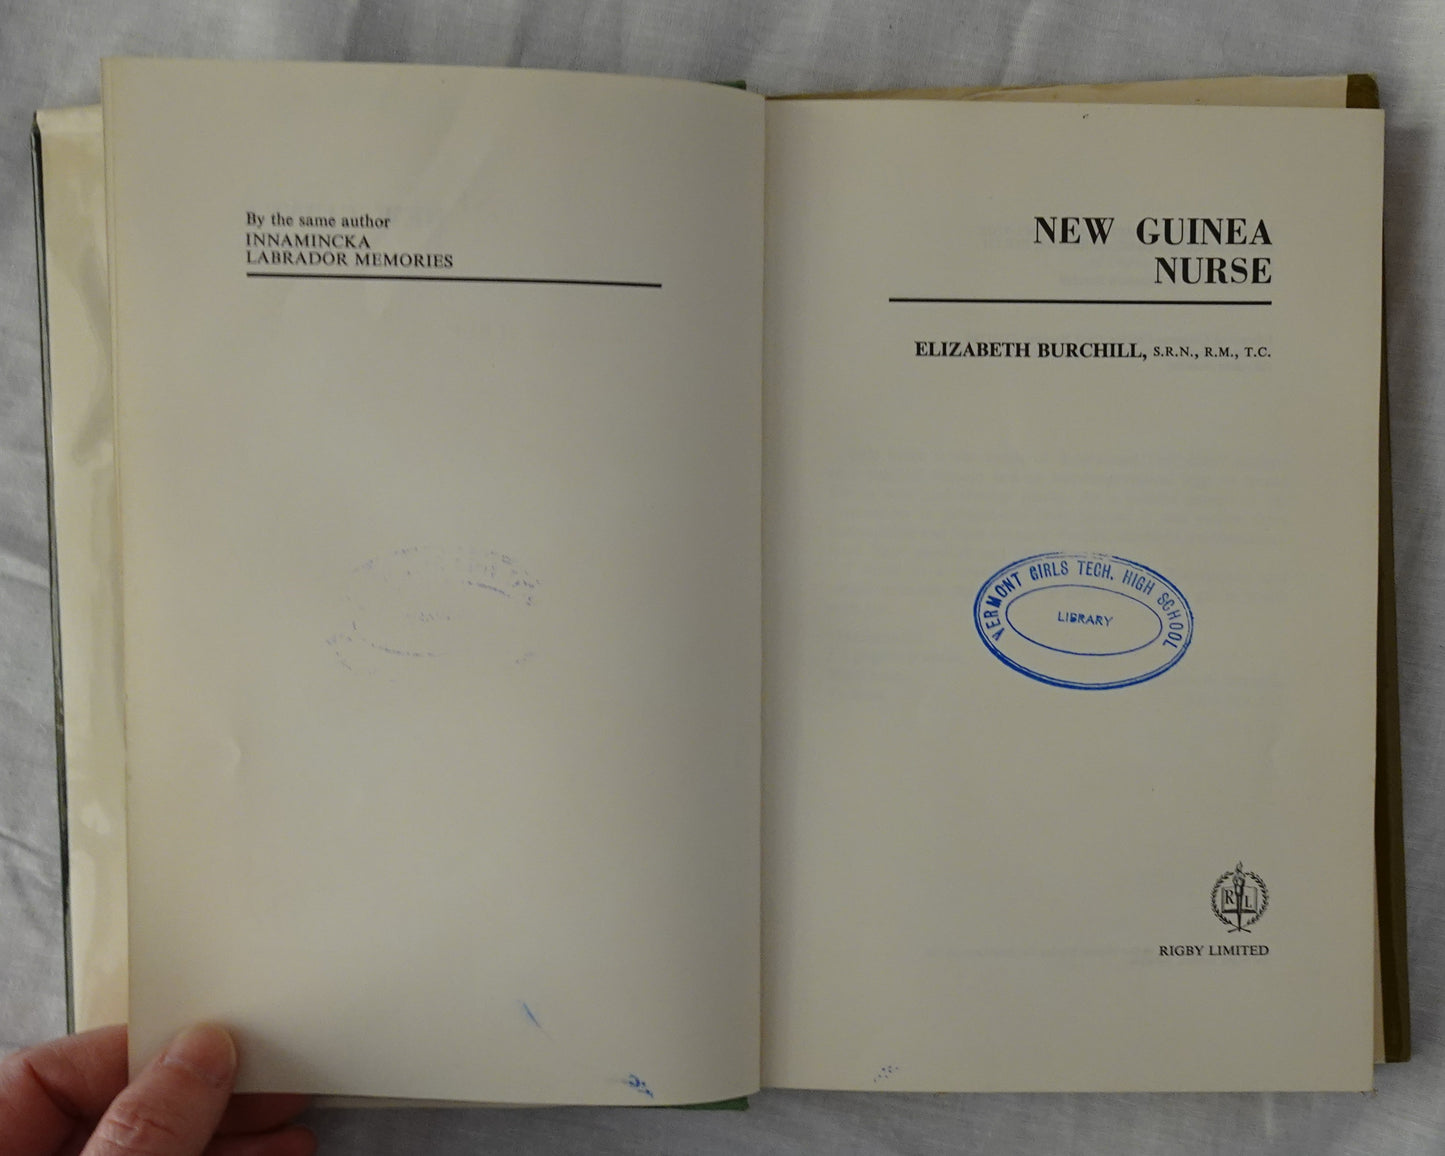 By the same author
INNAMINCKA
LABRADOR MEMORIES
NEW GUINEA
NURSE
ELIZABETH BURCHILL, S.R.N., R.M., T.C.
VERMONT GIRLS TECH. HIGH SCHOOL
LIBRARY
R L
RIGBY LIMITED